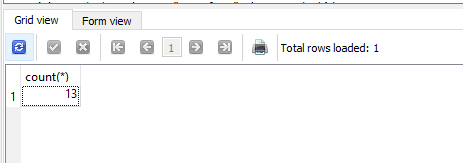 Grid view Form view
1 Total rows loaded: 1
count(*)
1 13